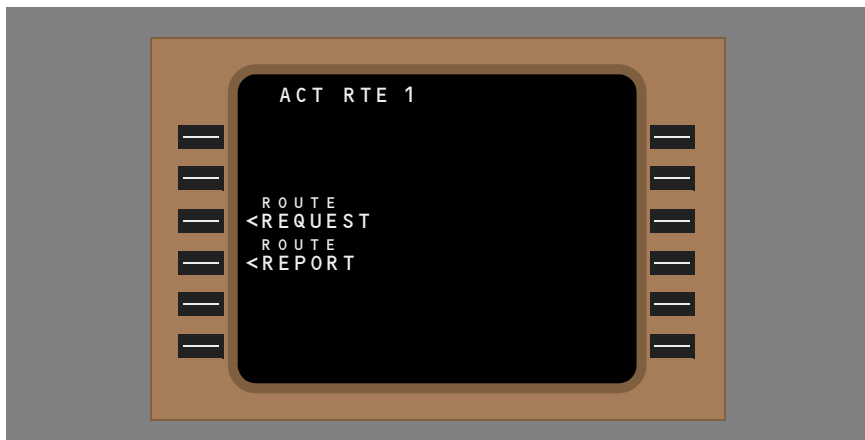 ACT RTE 1
ROUTE
<REQUEST
ROUTE
<REPORT